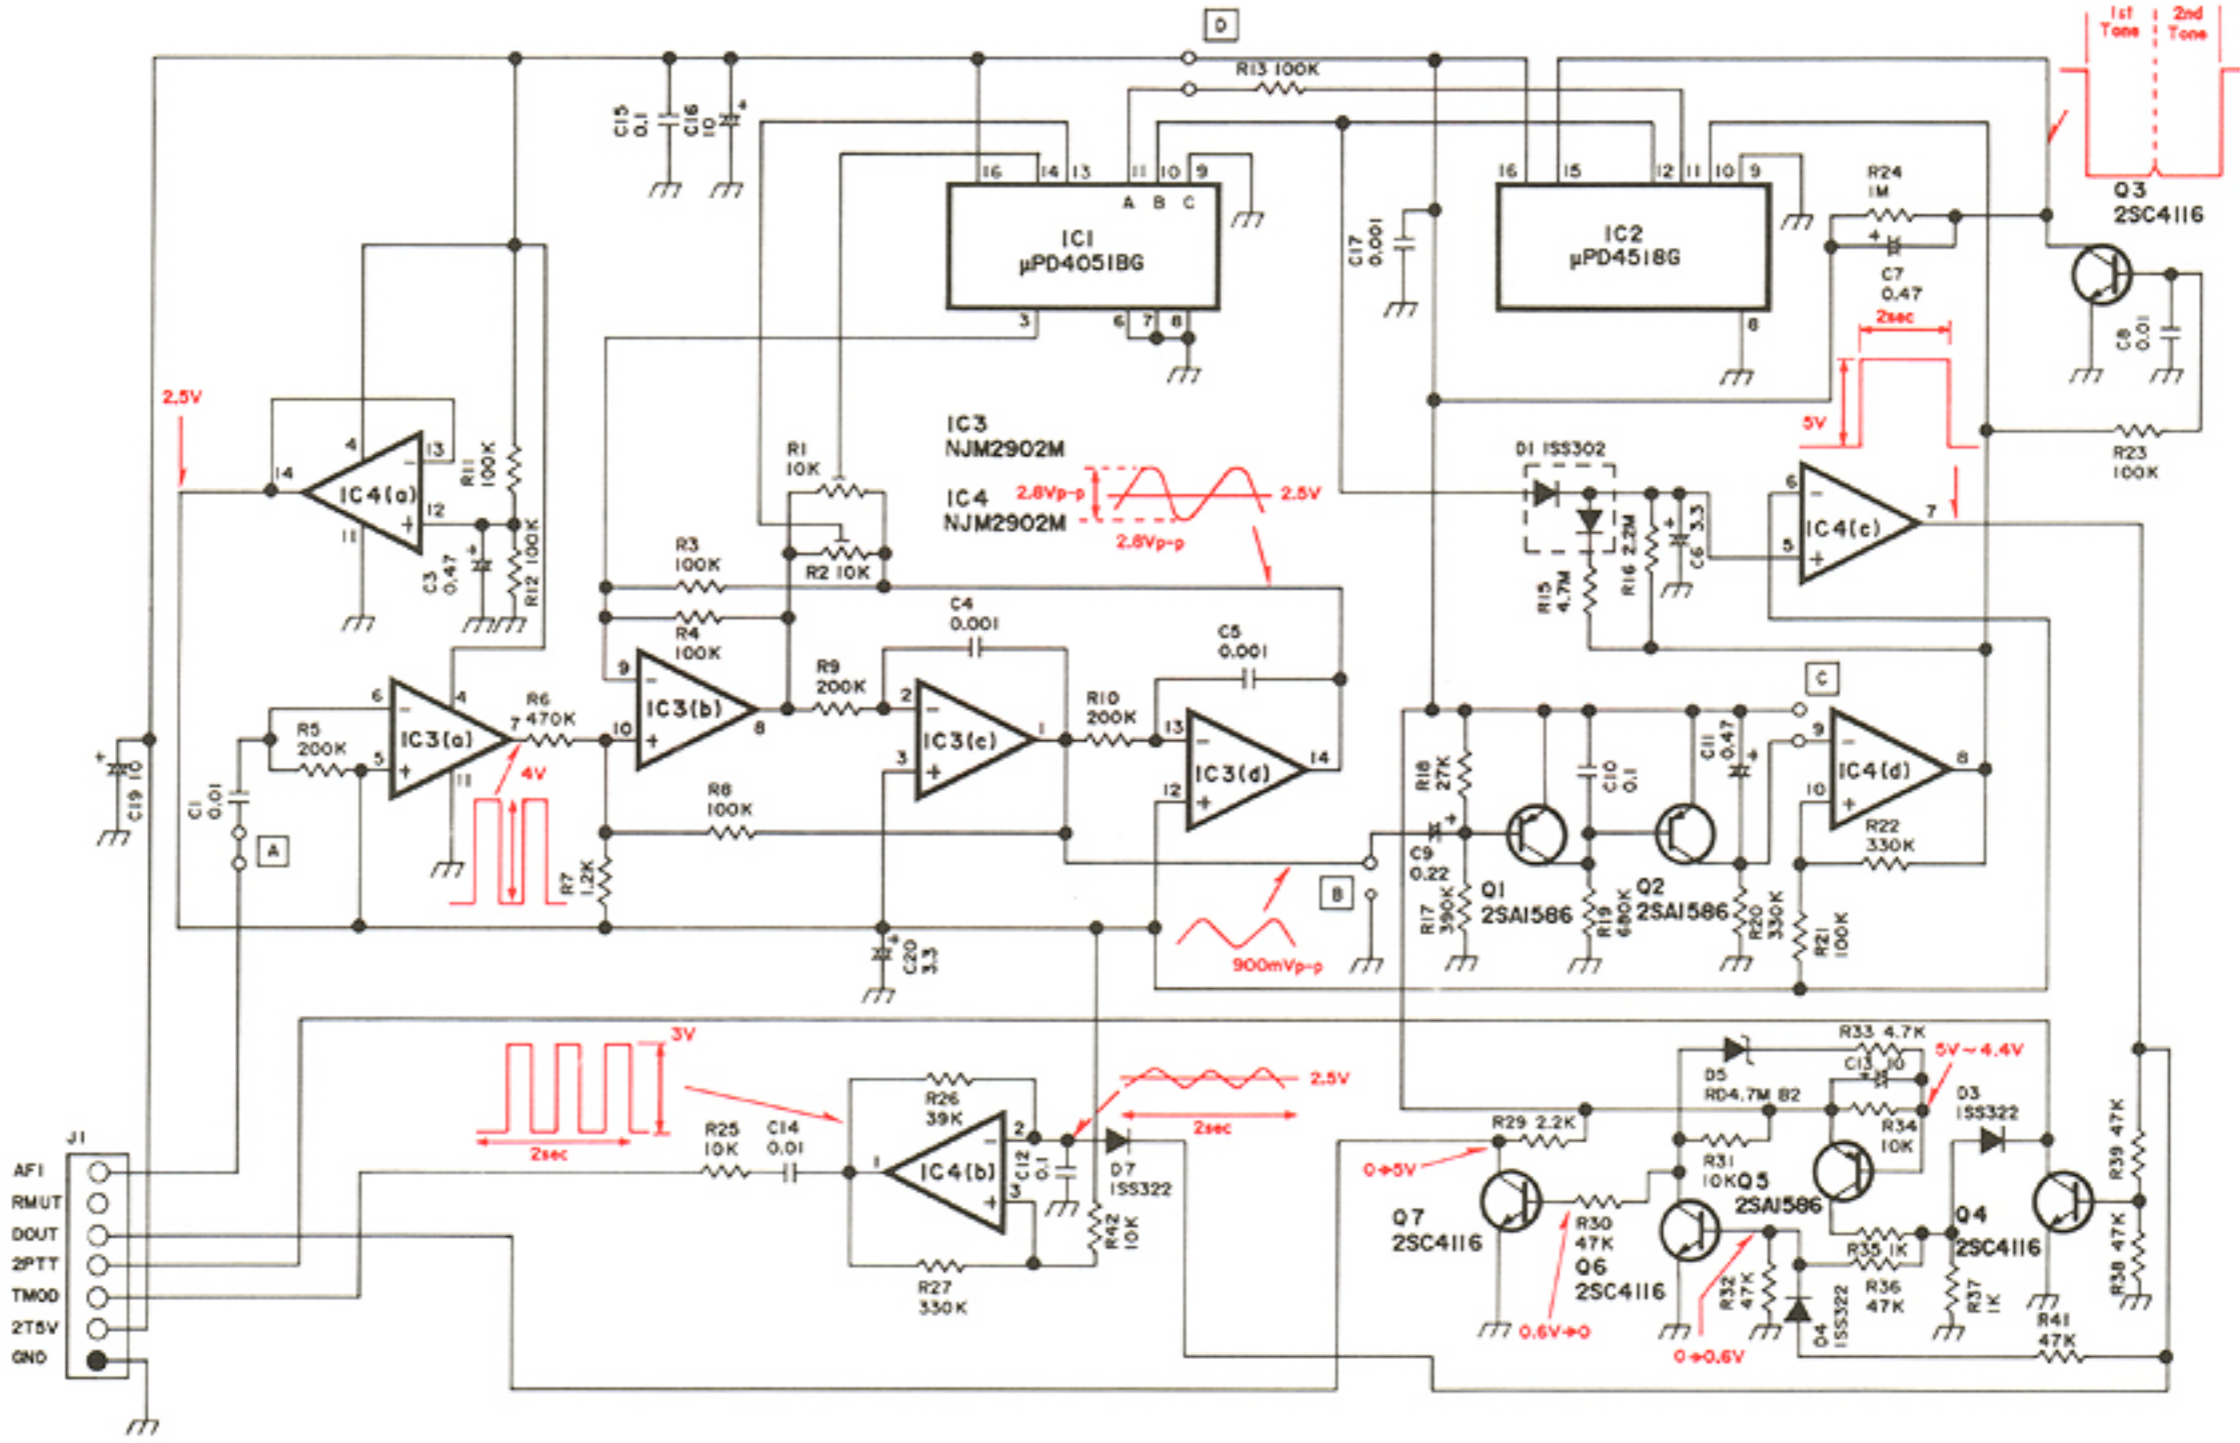 D
1st
Tone
2nd
Tone
R13 100K
C15
0.1
C16
10
+
16
14
13
11
10
9
A
B
C
IC1
µPD4051BG
3
6
7
8
16
15
12
11
10
9
IC2
µPD4518G
8
C17
0.001
R24
1M
+
C7
0.47
Q3
2SC4116
C8
0.01
R23
100K
2sec
5V
2.5V
4
14
13
-
IC4(a)
12
+
11
R11
100K
R12 100K
+
C3
0.47
IC3
NJM2902M
IC4
NJM2902M
2.8Vp-p
2.5V
2.8Vp-p
R1
10K
R2 10K
R3
100K
R4
100K
D1 1SS302
R15
4.7M
R16 2.2M
+
C6 3.3
6
-
IC4(c)
7
5
+
C4
0.001
C5
0.001
6
-
4
IC3(a)
7
5
+
11
R5
200K
R6
470K
9
-
IC3(b)
10
+
8
R9
200K
2
-
IC3(c)
1
3
+
R10
200K
13
-
IC3(d)
14
12
+
+
C19 10
C1
0.01
A
4V
R7
1.2K
R8
100K
+
C20
3.3
900mVp-p
B
C9
0.22
+
R18
27K
R17
390K
Q1
2SA1586
C10
0.1
R19
680K
Q2
2SA1586
C11
0.47
+
R20
330K
C
9
-
IC4(d)
8
10
+
R22
330K
R21
100K
3V
2sec
R25
10K
C14
0.01
R26
39K
1
IC4(b)
2
-
3
+
R27
330K
C12
0.1
D7
1SS322
R42
10K
2.5V
2sec
0→5V
R29 2.2K
Q7
2SC4116
R30
47K
Q6
2SC4116
0.6V→0
0→0.6V
D5
RD4.7M B2
R31
10K
R32
47K
R33 4.7K
C13 10
R34
10K
5V~4.4V
Q5
2SA1586
D3
1SS322
Q4
2SC4116
R35 1K
R36
47K
R37
1K
D4
1SS322
R39 47K
R38 47K
R41
47K
J1
AF1
RMUT
DOUT
2PTT
TMOD
2T5V
GND